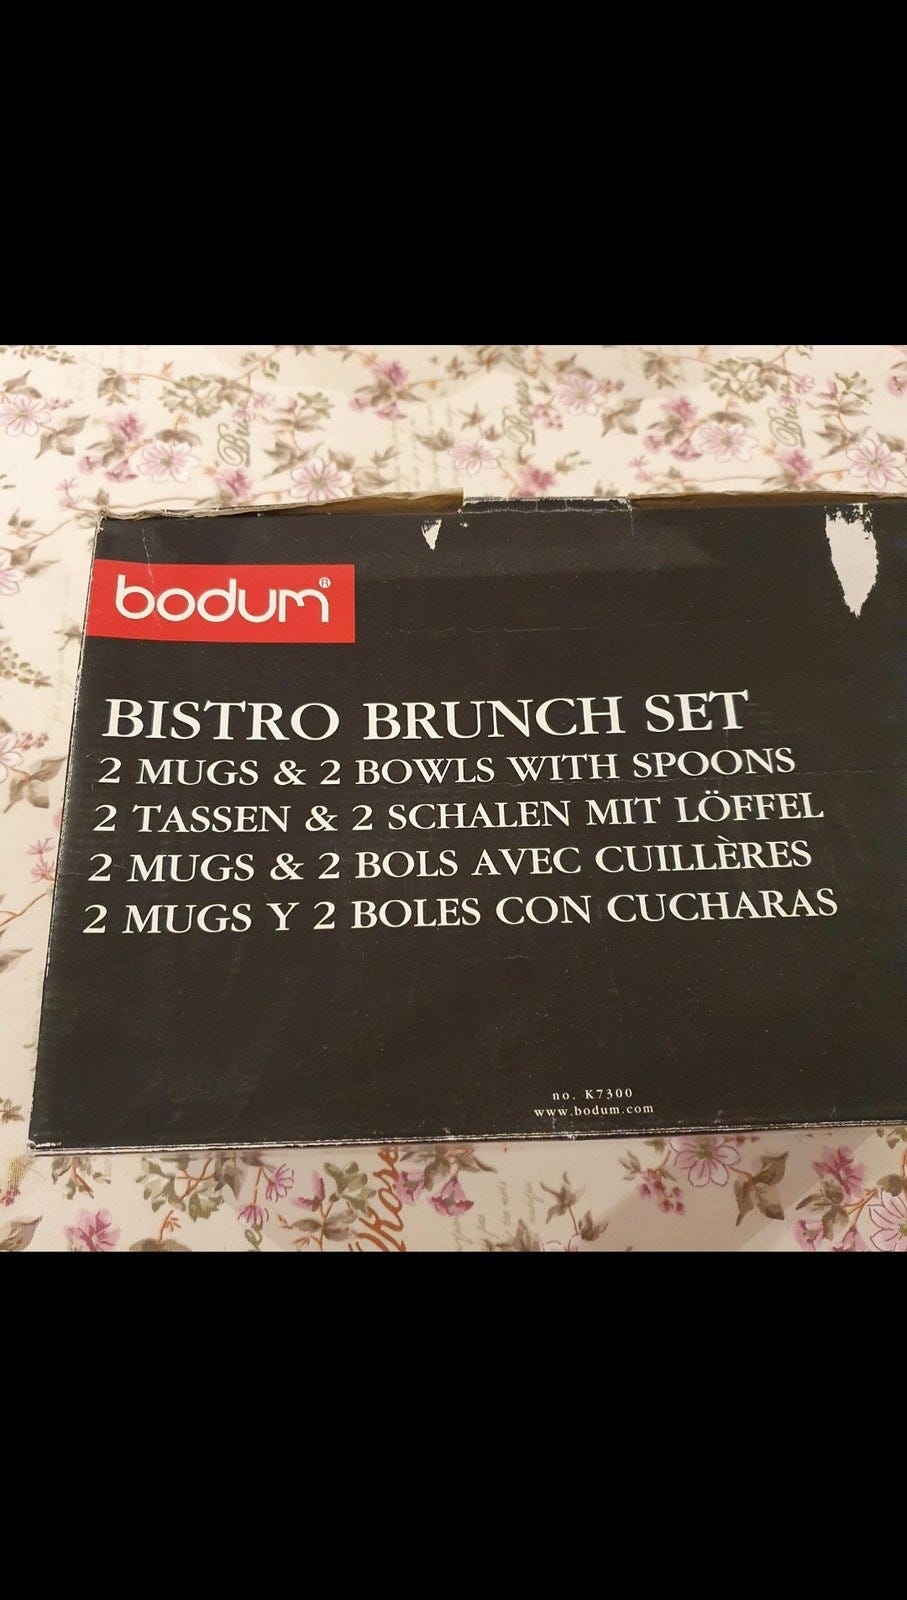 bodum®
BISTRO BRUNCH SET
2 MUGS & 2 BOWLS WITH SPOONS
2 TASSEN & 2 SCHALEN MIT LÖFFEL
2 MUGS & 2 BOLS AVEC CUILLÈRES
2 MUGS Y 2 BOLES CON CUCHARAS
no. K7300
www.bodum.com